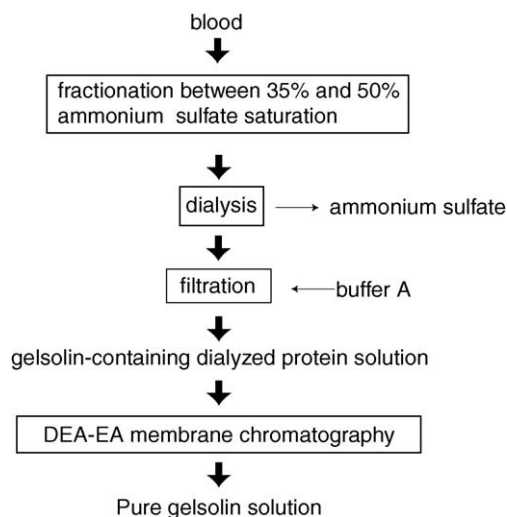 blood
fractionation between 35% and 50%
ammonium sulfate saturation
dialysis
ammonium sulfate
filtration
buffer A
gelsolin-containing dialyzed protein solution
DEA-EA membrane chromatography
Pure gelsolin solution